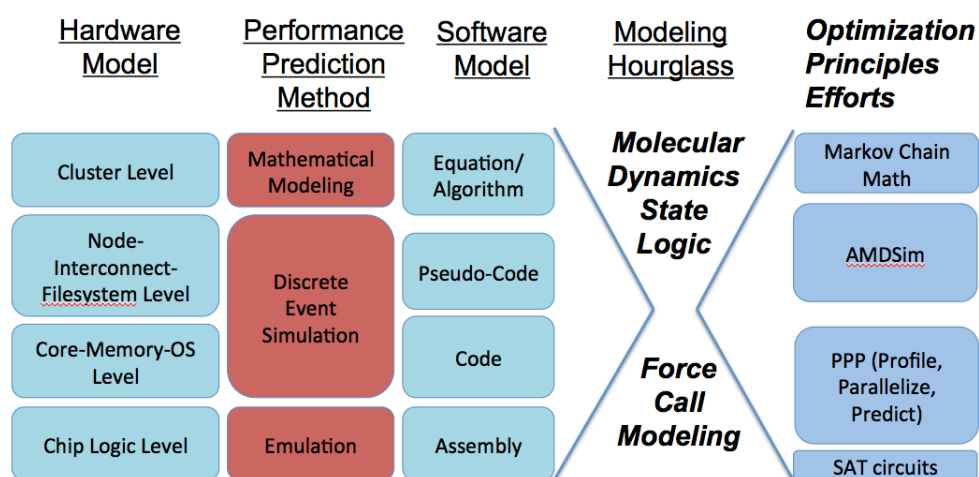 Hardware
Model
Performance
Prediction
Method
Software
Model
Modeling
Hourglass
Optimization
Principles
Efforts
Cluster Level
Node-
Interconnect-
Filesystem Level
Core-Memory-OS
Level
Chip Logic Level
Mathematical
Modeling
Discrete
Event
Simulation
Emulation
Equation/
Algorithm
Pseudo-Code
Code
Assembly
Molecular
Dynamics
State
Logic
Force
Call
Modeling
Markov Chain
Math
AMDSim
PPP (Profile,
Parallelize,
Predict)
SAT circuits